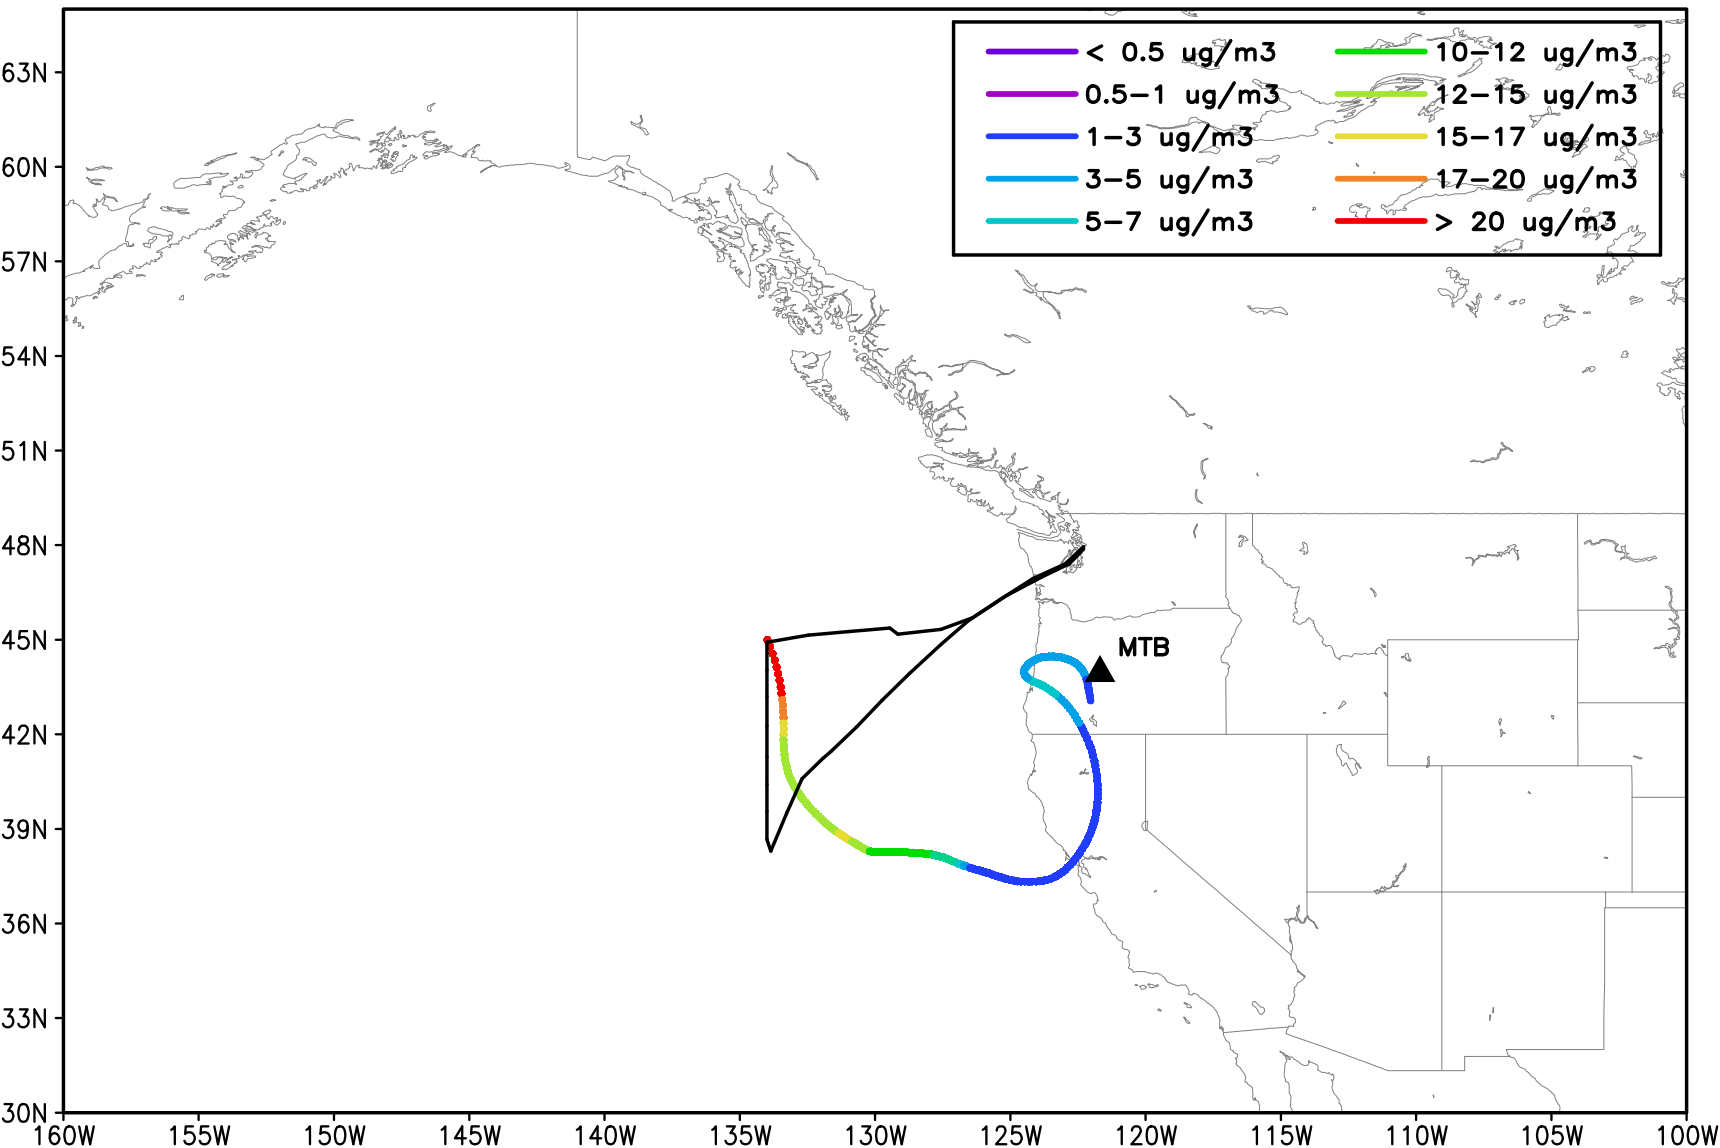 < 0.5 ug/m3 10-12 ug/m3
0.5-1 ug/m3 12-15 ug/m3
1-3 ug/m3 15-17 ug/m3
3-5 ug/m3 17-20 ug/m3
5-7 ug/m3 > 20 ug/m3
63N
60N
57N
54N
51N
48N
45N
MTB
42N
39N
36N
33N
30N
160W 155W 150W 145W 140W 135W 130W 125W 120W 115W 110W 105W 100W